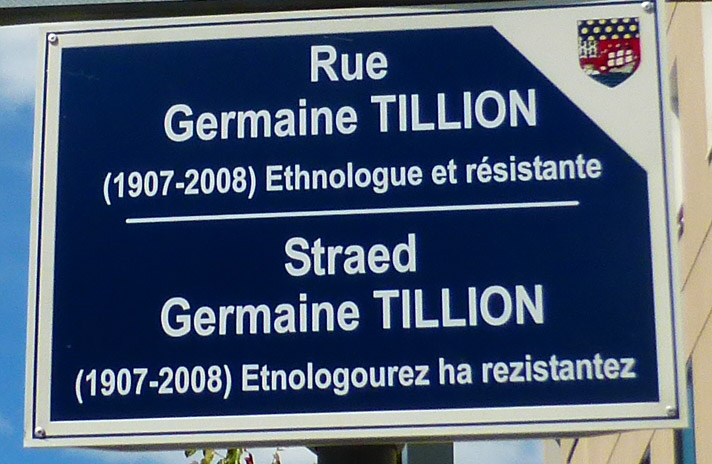 Rue
Germaine TILLION
(1907-2008) Ethnologue et résistante
Straed
Germaine TILLION
(1907-2008) Etnologourez ha rezistantez